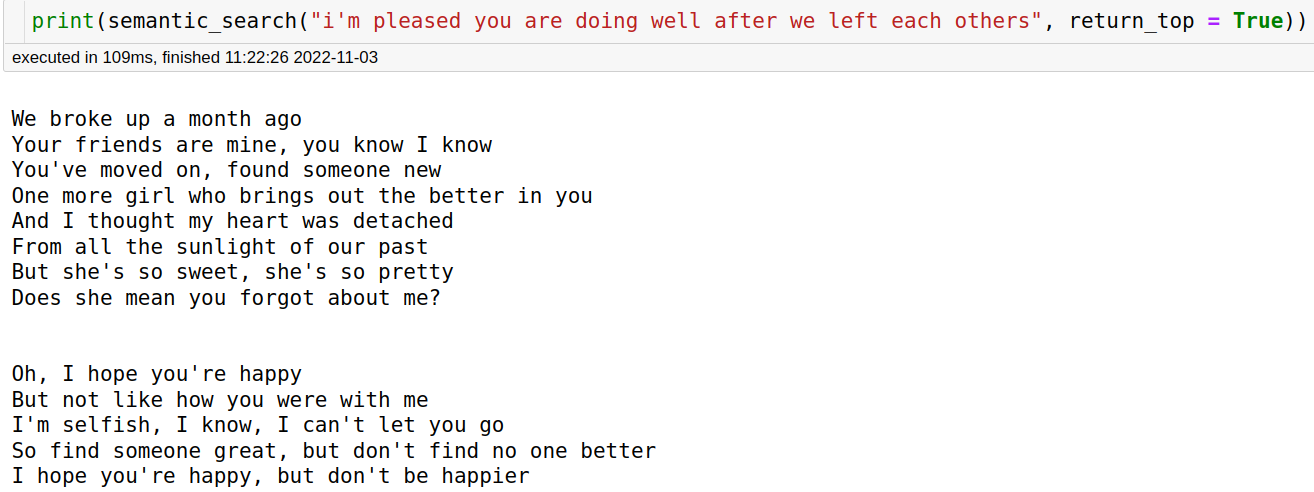 print(semantic_search("i'm pleased you are doing well after we left each others", return_top = True))
executed in 109ms, finished 11:22:26 2022-11-03
We broke up a month ago
Your friends are mine, you know I know
You've moved on, found someone new
One more girl who brings out the better in you
And I thought my heart was detached
From all the sunlight of our past
But she's so sweet, she's so pretty
Does she mean you forgot about me?
Oh, I hope you're happy
But not like how you were with me
I'm selfish, I know, I can't let you go
So find someone great, but don't find no one better
I hope you're happy, but don't be happier